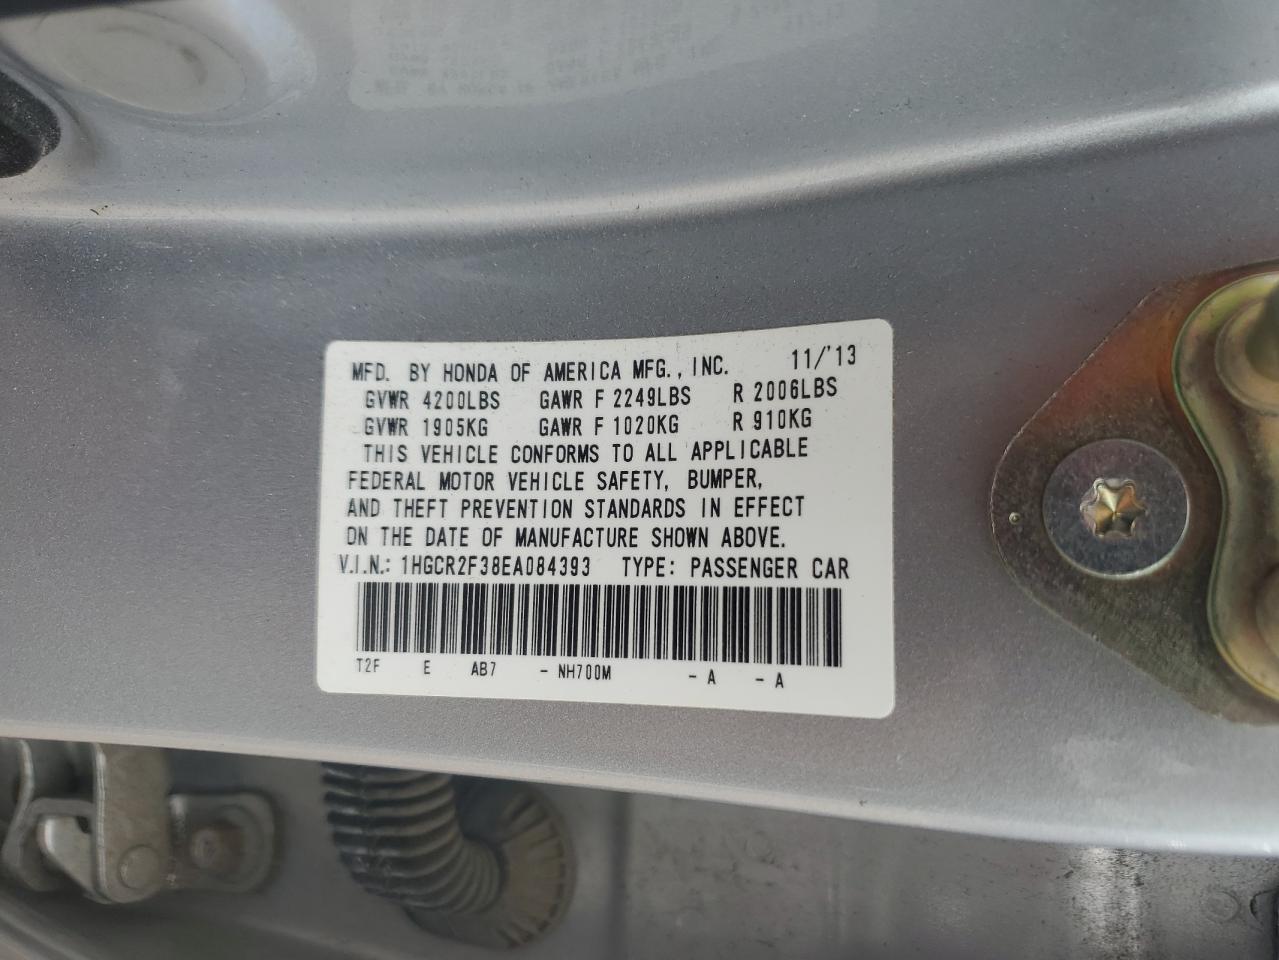 MFD. BY HONDA OF AMERICA MFG., INC. 11/'13
GVWR 4200LBS GAWR F 2249LBS R 2006LBS
GVWR 1905KG GAWR F 1020KG R 910KG
THIS VEHICLE CONFORMS TO ALL APPLICABLE
FEDERAL MOTOR VEHICLE SAFETY, BUMPER,
AND THEFT PREVENTION STANDARDS IN EFFECT
ON THE DATE OF MANUFACTURE SHOWN ABOVE.
V.I.N.: 1HGCR2F38EA084393 TYPE: PASSENGER CAR
T2F E AB7 - NH700M - A - A